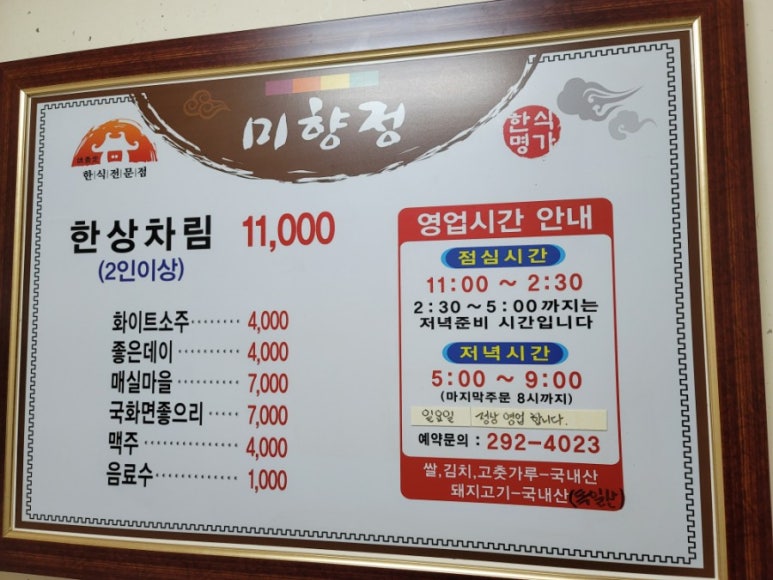 미향정
한식
명가
한식전문점
한상차림 11,000
(2인이상)
화이트소주········· 4,000
좋은데이·········· 4,000
매실마을·········· 7,000
국화면좋으리······ 7,000
맥주·············· 4,000
음료수············ 1,000
영업시간 안내
점심시간
11:00 ~ 2:30
2:30~5:00까지는
저녁준비 시간입니다
저녁시간
5:00 ~ 9:00
(마지막주문 8시까지)
일요일 정상 영업 합니다.
예약문의 : 292-4023
쌀,김치,고춧가루-국내산
돼지고기-국내산(독일산)